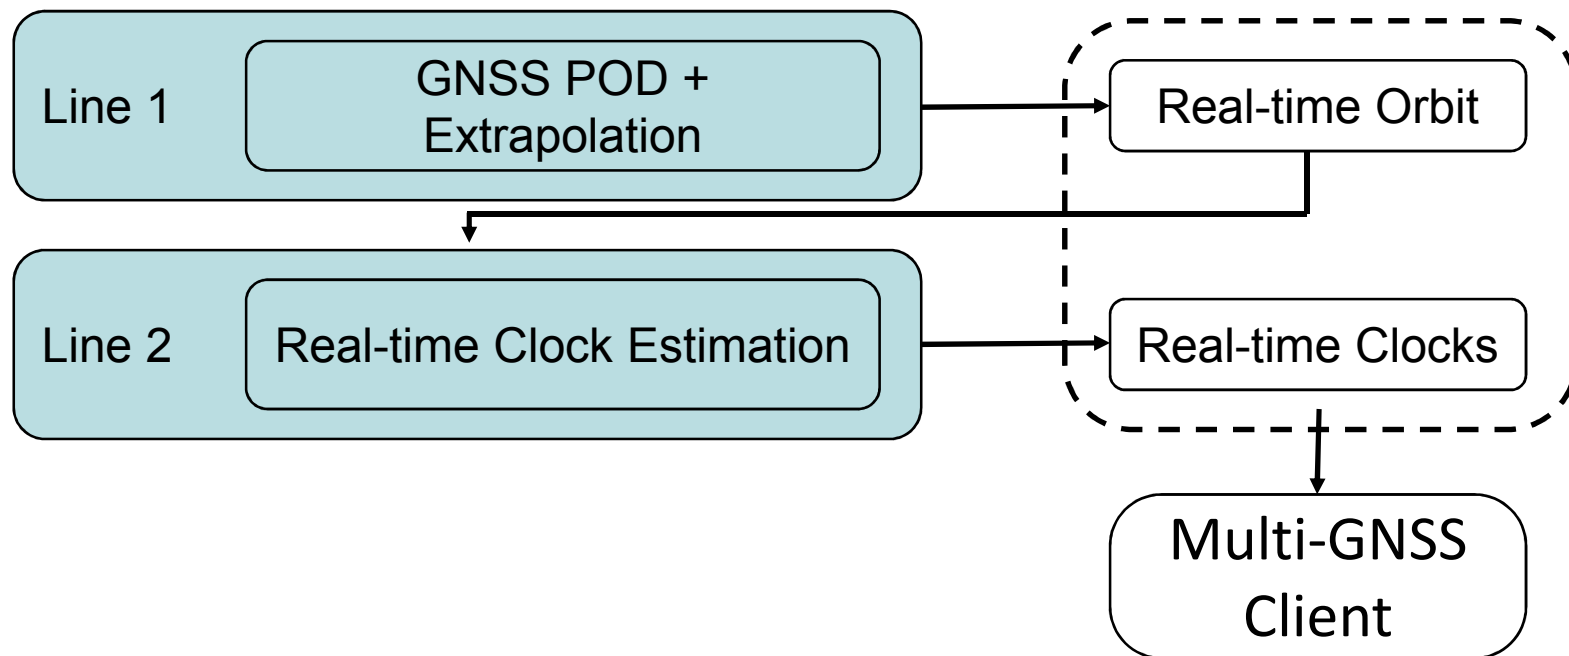 Line 1
GNSS POD +
Extrapolation
Real-time Orbit
Line 2
Real-time Clock Estimation
Real-time Clocks
Multi-GNSS
Client